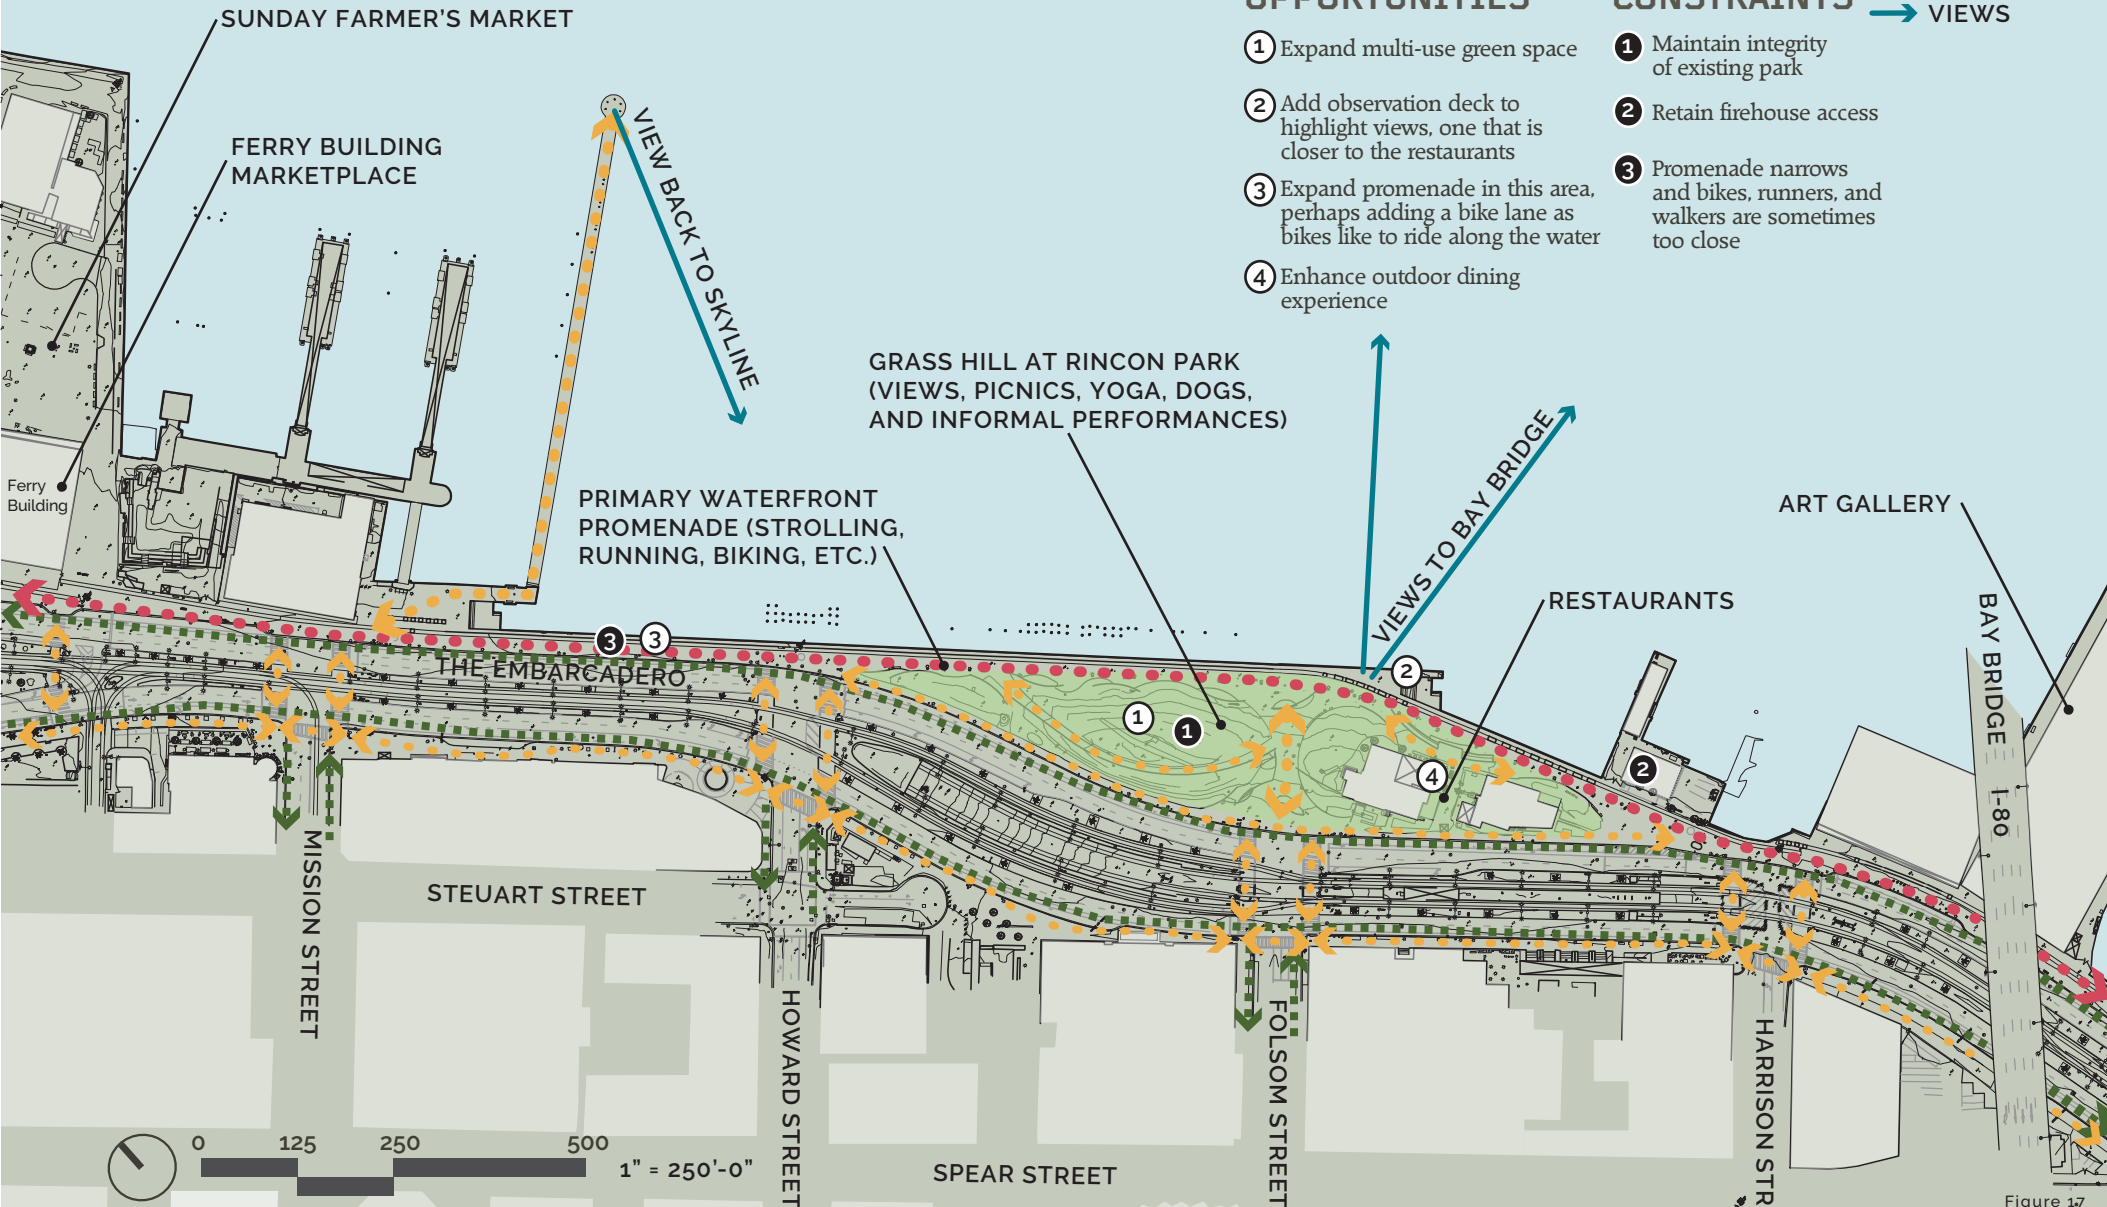 SUNDAY FARMER'S MARKET
OPPORTUNITIES
CONSTRAINTS
VIEWS
1 Expand multi-use green space
2 Add observation deck to
highlight views, one that is
closer to the restaurants
3 Expand promenade in this area,
perhaps adding a bike lane as
bikes like to ride along the water
4 Enhance outdoor dining
experience
1 Maintain integrity
of existing park
2 Retain firehouse access
3 Promenade narrows
and bikes, runners, and
walkers are sometimes
too close
FERRY BUILDING
MARKETPLACE
VIEW BACK TO SKYLINE
GRASS HILL AT RINCON PARK
(VIEWS, PICNICS, YOGA, DOGS,
AND INFORMAL PERFORMANCES)
VIEWS TO BAY BRIDGE
Ferry
Building
PRIMARY WATERFRONT
PROMENADE (STROLLING,
RUNNING, BIKING, ETC.)
ART GALLERY
RESTAURANTS
BAY BRIDGE I-80
3
3
2
THE EMBARCADERO
1
1
4
2
MISSION STREET
STEUART STREET
HOWARD STREET
FOLSOM STREET
HARRISON STR
SPEAR STREET
0 125 250 500
1" = 250'-0"
Figure 17